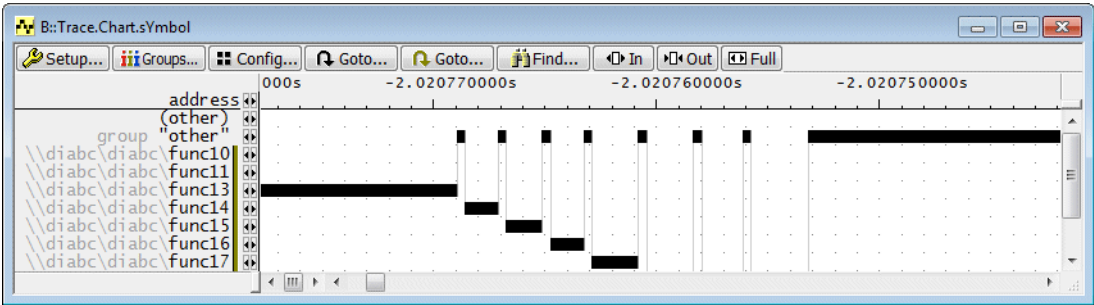 B::Trace.Chart.sYmbol
Setup... Groups... Config... Goto... Goto... Find... In Out Full
000s -2.020770000s -2.020760000s -2.020750000s
address
(other)
group "other"
\\diabc\diabc\func10
\\diabc\diabc\func11
\\diabc\diabc\func13
\\diabc\diabc\func14
\\diabc\diabc\func15
\\diabc\diabc\func16
\\diabc\diabc\func17